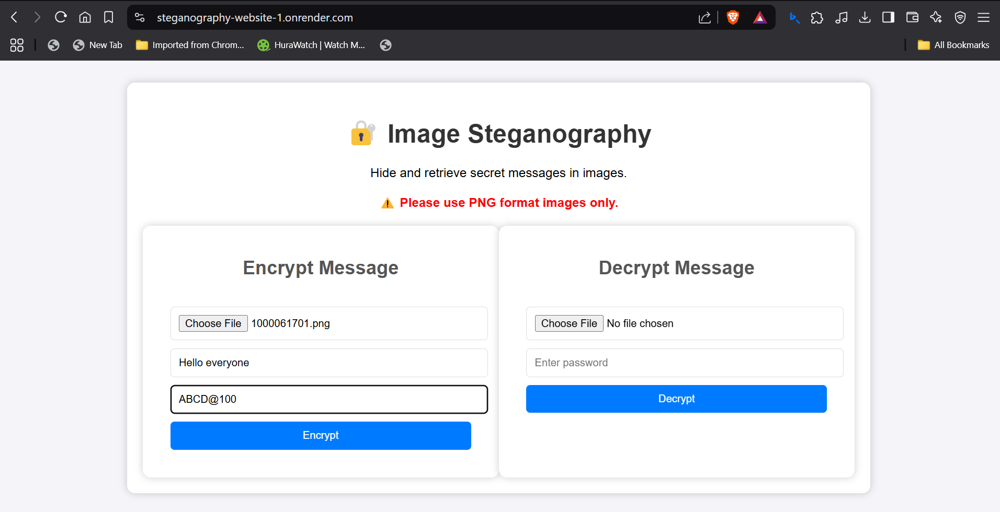 steganography-website-1.onrender.com
New Tab
Imported from Chrom...
HuraWatch | Watch M...
All Bookmarks
Image Steganography
Hide and retrieve secret messages in images.
Please use PNG format images only.
Encrypt Message
Choose File 1000061701.png
Hello everyone
ABCD@100
Encrypt
Decrypt Message
Choose File No file chosen
Enter password
Decrypt